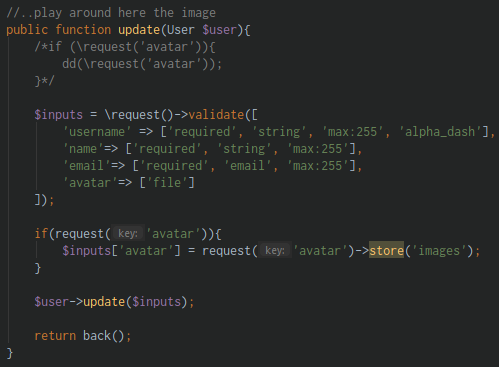 //..play around here the image
public function update(User $user){
/*if (\request('avatar')){
dd(\request('avatar'));
}*/
$inputs = \request()->validate([
'username' => ['required', 'string', 'max:255', 'alpha_dash'],
'name'=> ['required', 'string', 'max:255'],
'email'=> ['required', 'email', 'max:255'],
'avatar'=> ['file']
]);
if(request( key: 'avatar')){
$inputs['avatar'] = request( key: 'avatar')->store('images');
}
$user->update($inputs);
return back();
}